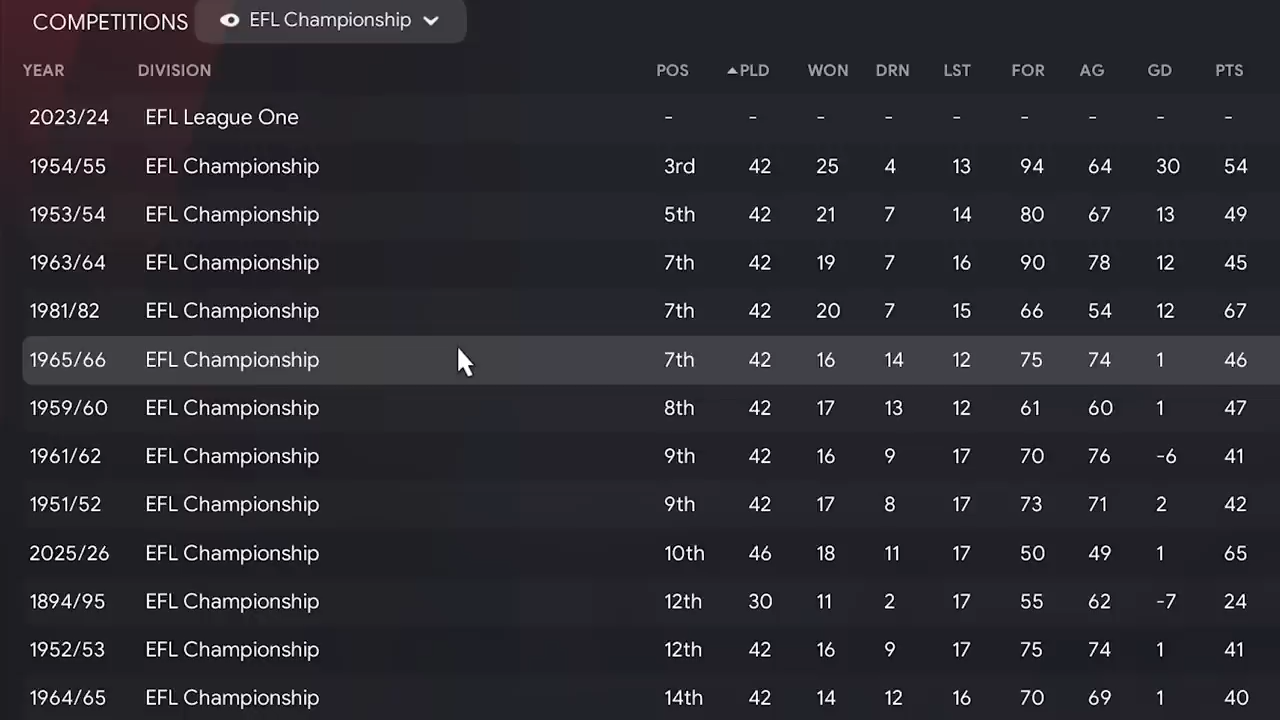 COMPETITIONS EFL Championship
YEAR DIVISION POS PLD WON DRN LST FOR AG GD PTS
2023/24 EFL League One - - - - - - - - -
1954/55 EFL Championship 3rd 42 25 4 13 94 64 30 54
1953/54 EFL Championship 5th 42 21 7 14 80 67 13 49
1963/64 EFL Championship 7th 42 19 7 16 90 78 12 45
1981/82 EFL Championship 7th 42 20 7 15 66 54 12 67
1965/66 EFL Championship 7th 42 16 14 12 75 74 1 46
1959/60 EFL Championship 8th 42 17 13 12 61 60 1 47
1961/62 EFL Championship 9th 42 16 9 17 70 76 -6 41
1951/52 EFL Championship 9th 42 17 8 17 73 71 2 42
2025/26 EFL Championship 10th 46 18 11 17 50 49 1 65
1894/95 EFL Championship 12th 30 11 2 17 55 62 -7 24
1952/53 EFL Championship 12th 42 16 9 17 75 74 1 41
1964/65 EFL Championship 14th 42 14 12 16 70 69 1 40